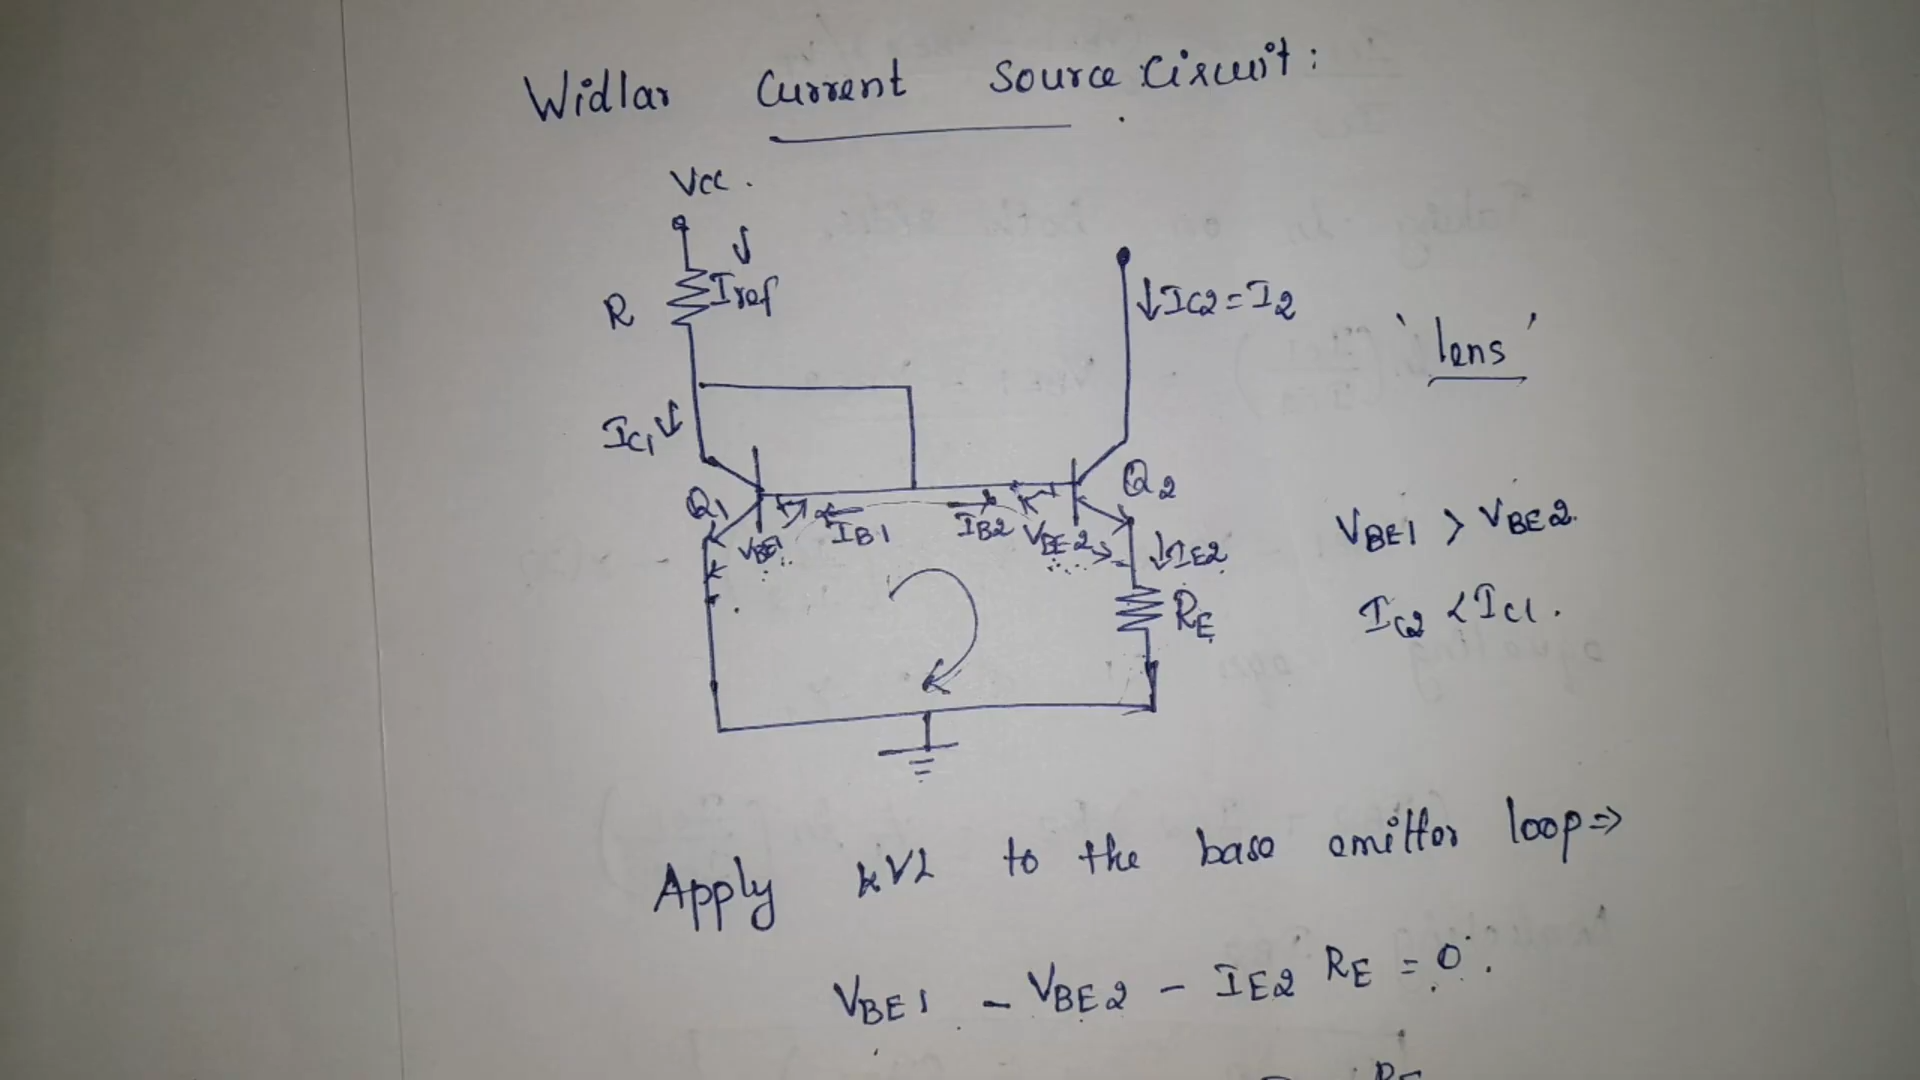 Widlar Current Source Circuit :
Vcc .
↓
R Iref
↓IC2 = I2
'lens'
IC1 ↓
Q1 Q2
VBE1 IB1 IB2 VBE2 ↓IE2
RE
VBE1 > VBE2.
IC2 < IC1 .
Apply KVL to the base emitter loop ⇒
VBE1 - VBE2 - IE2 RE = 0 .